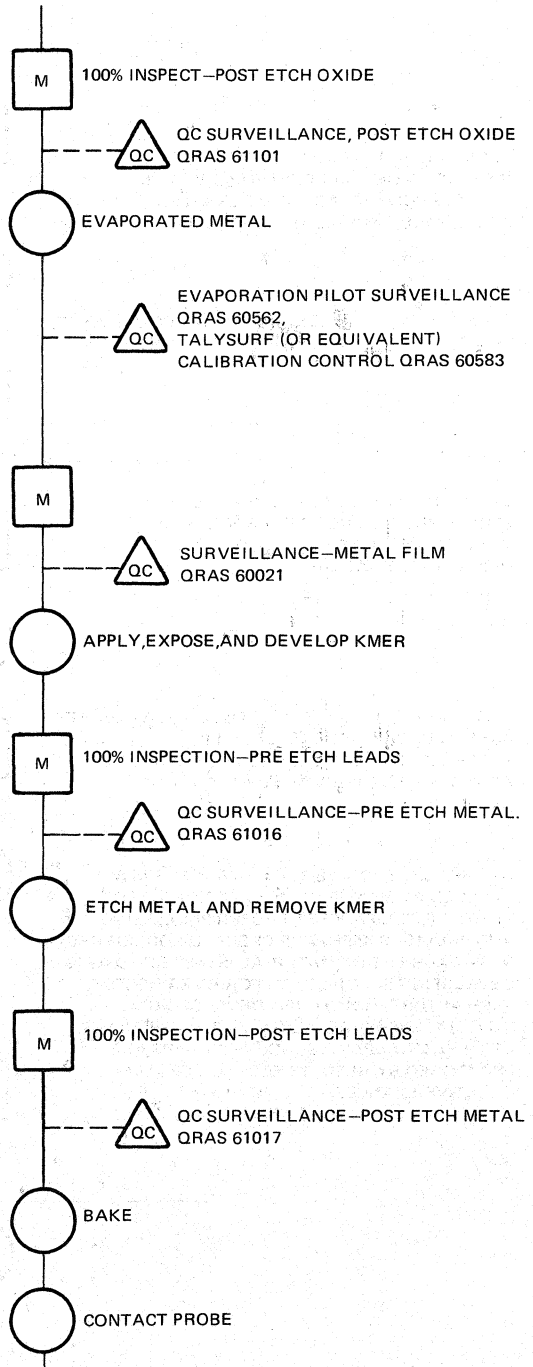 M
100% INSPECT—POST ETCH OXIDE
QC
QC SURVEILLANCE, POST ETCH OXIDE
QRAS 61101
EVAPORATED METAL
QC
EVAPORATION PILOT SURVEILLANCE
QRAS 60562,
TALYSURF (OR EQUIVALENT)
CALIBRATION CONTROL QRAS 60583
M
QC
SURVEILLANCE—METAL FILM
QRAS 60021
APPLY,EXPOSE,AND DEVELOP KMER
M
100% INSPECTION—PRE ETCH LEADS
QC
QC SURVEILLANCE—PRE ETCH METAL.
QRAS 61016
ETCH METAL AND REMOVE KMER
M
100% INSPECTION—POST ETCH LEADS
QC
QC SURVEILLANCE—POST ETCH METAL
QRAS 61017
BAKE
CONTACT PROBE